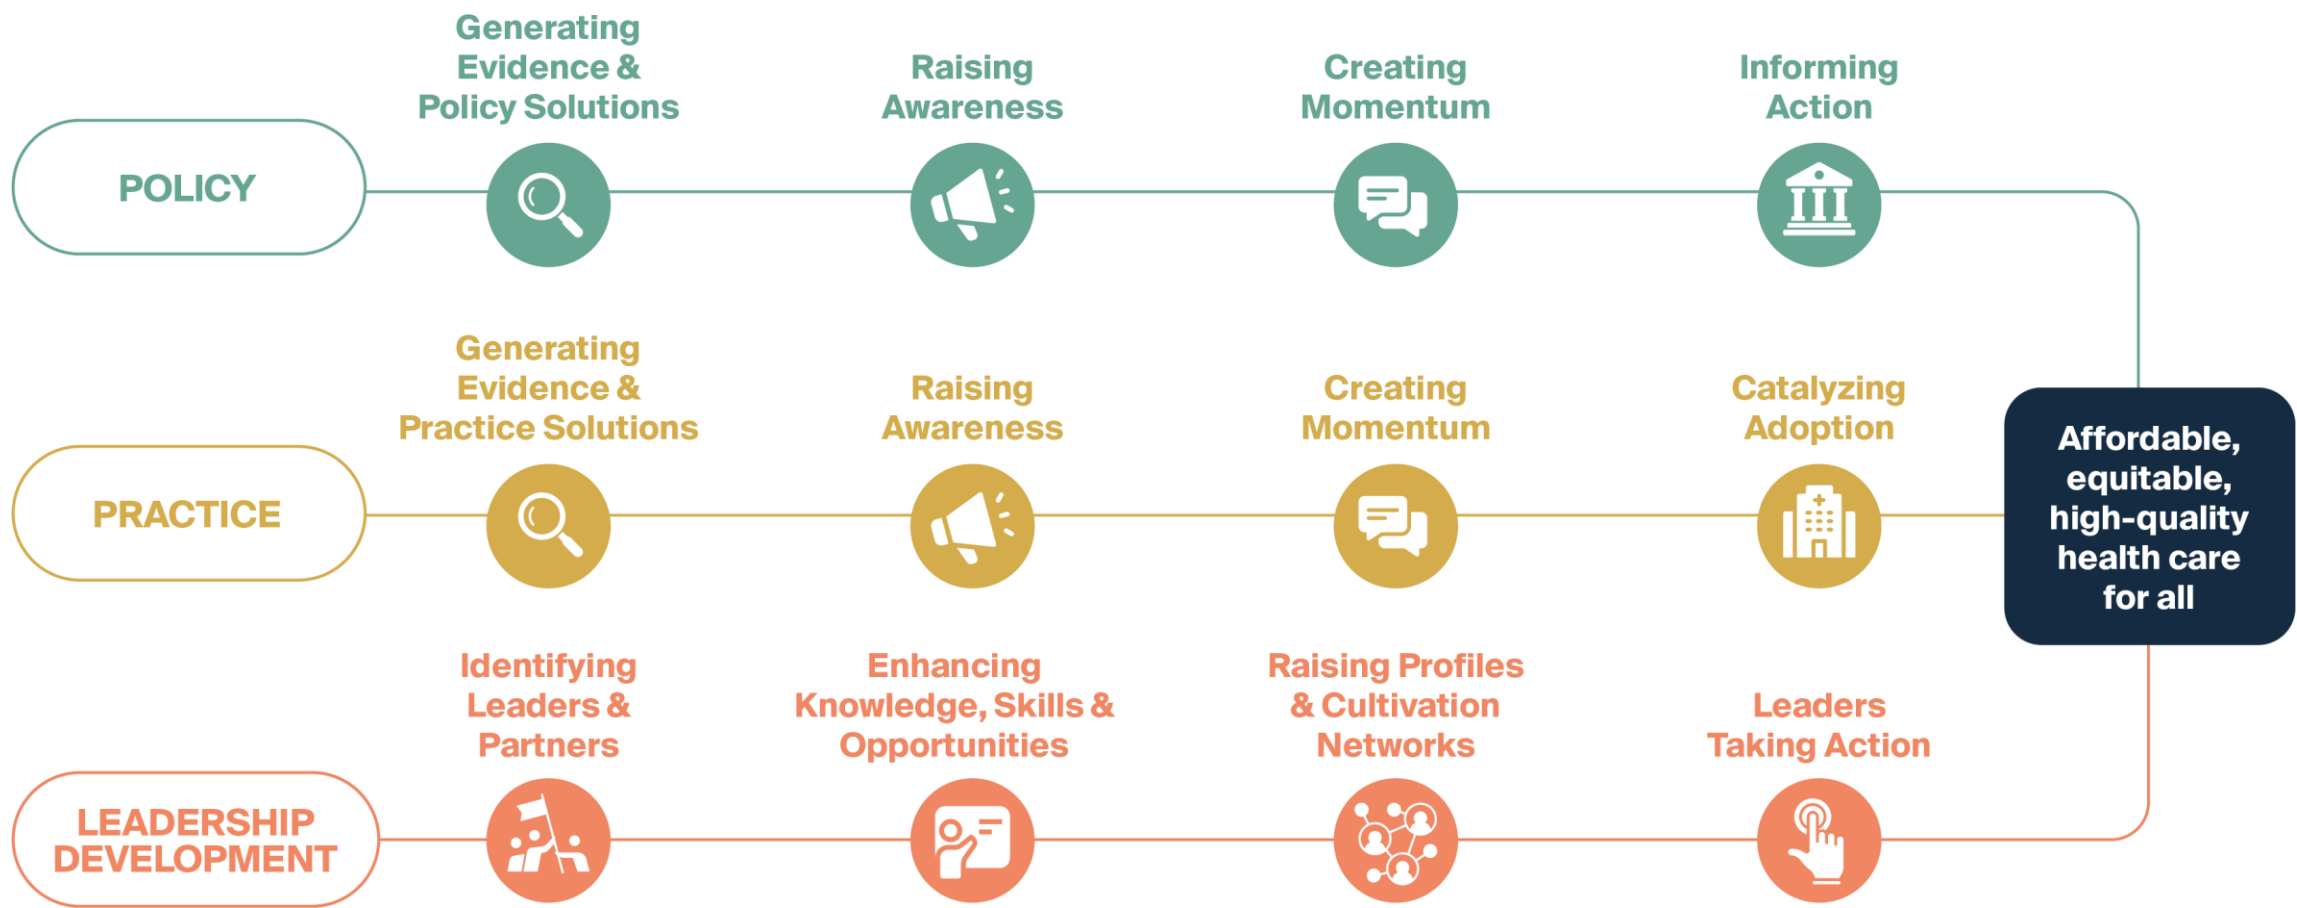 Generating
Evidence &
Policy Solutions
Raising
Awareness
Creating
Momentum
Informing
Action
POLICY
Generating
Evidence &
Practice Solutions
Raising
Awareness
Creating
Momentum
Catalyzing
Adoption
PRACTICE
Affordable,
equitable,
high-quality
health care
for all
Identifying
Leaders &
Partners
Enhancing
Knowledge, Skills &
Opportunities
Raising Profiles
& Cultivation
Networks
Leaders
Taking Action
LEADERSHIP
DEVELOPMENT